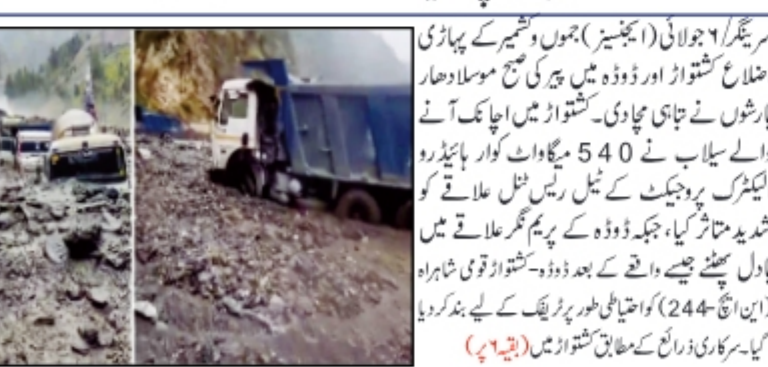 سرینگر/۶ جولائی (ایجنسیز) جموں وکشمیر کے پہاڑی
اضلاع کشتواڑ اور ڈوڈہ میں پیر کی صبح موسلادھار
بارشوں نے تباہی مچادی۔ کشتواڑ میں اچانک آنے
والے سیلاب نے 540 میگاواٹ کوار ہائیڈرو
الیکٹرک پروجیکٹ کے ٹیل ریس ٹنل علاقے کو
شدید متاثر کیا، جبکہ ڈوڈہ کے پریم نگر علاقے میں
بادل پھٹنے جیسے واقعے کے بعد ڈوڈہ-کشتواڑ قومی شاہراہ
(این ایچ-244) کو احتیاطی طور پر ٹریفک کے لیے بند کر دیا
گیا۔ سرکاری ذرائع کے مطابق کشتواڑ میں (بقیہ ۶ پر)